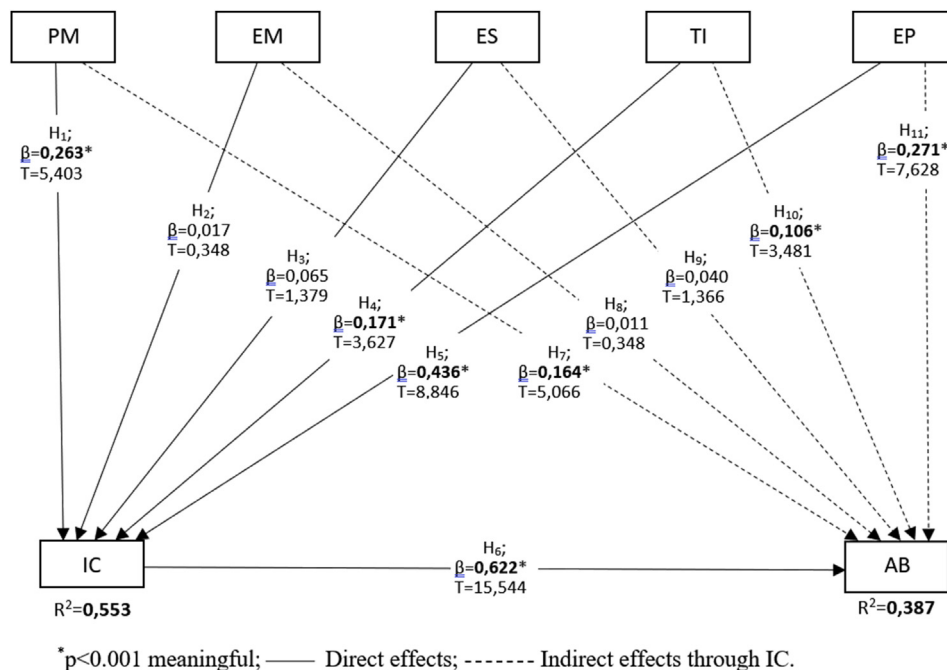 PM
EM
ES
TI
EP
H₁;
β=0,263*
T=5,403
H₁₁;
β=0,271*
T=7,628
H₂;
β=0,017
T=0,348
H₁₀;
β=0,106*
T=3,481
H₃;
β=0,065
T=1,379
H₉;
β=0,040
T=1,366
H₄;
β=0,171*
T=3,627
H₈;
β=0,011
T=0,348
H₅;
β=0,436*
T=8,846
H₇;
β=0,164*
T=5,066
IC
H₆;
β=0,622*
T=15,544
AB
R²=0,553
R²=0,387
*p<0.001 meaningful; —— Direct effects; ------- Indirect effects through IC.